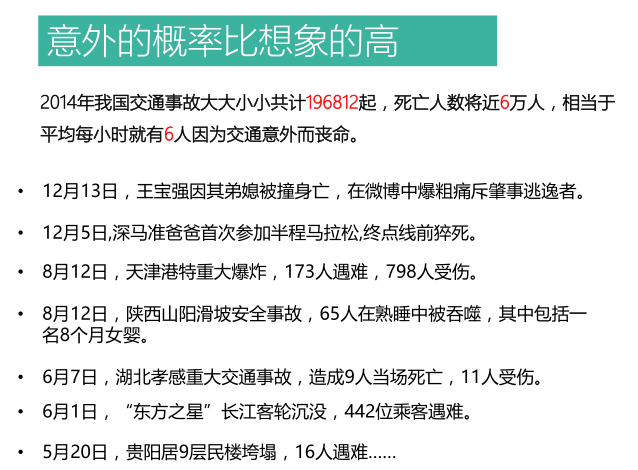 意外的概率比想象的高
2014年我国交通事故大大小小共计196812起，死亡人数将近6万人，相当于
平均每小时就有6人因为交通意外而丧命。
• 12月13日，王宝强因其弟媳被撞身亡，在微博中爆粗痛斥肇事逃逸者。
• 12月5日,深马准爸爸首次参加半程马拉松,终点线前猝死。
• 8月12日，天津港特重大爆炸，173人遇难，798人受伤。
• 8月12日，陕西山阳滑坡安全事故，65人在熟睡中被吞噬，其中包括一
名8个月女婴。
• 6月7日，湖北孝感重大交通事故，造成9人当场死亡，11人受伤。
• 6月1日，“东方之星”长江客轮沉没，442位乘客遇难。
• 5月20日，贵阳居9层民楼垮塌，16人遇难……